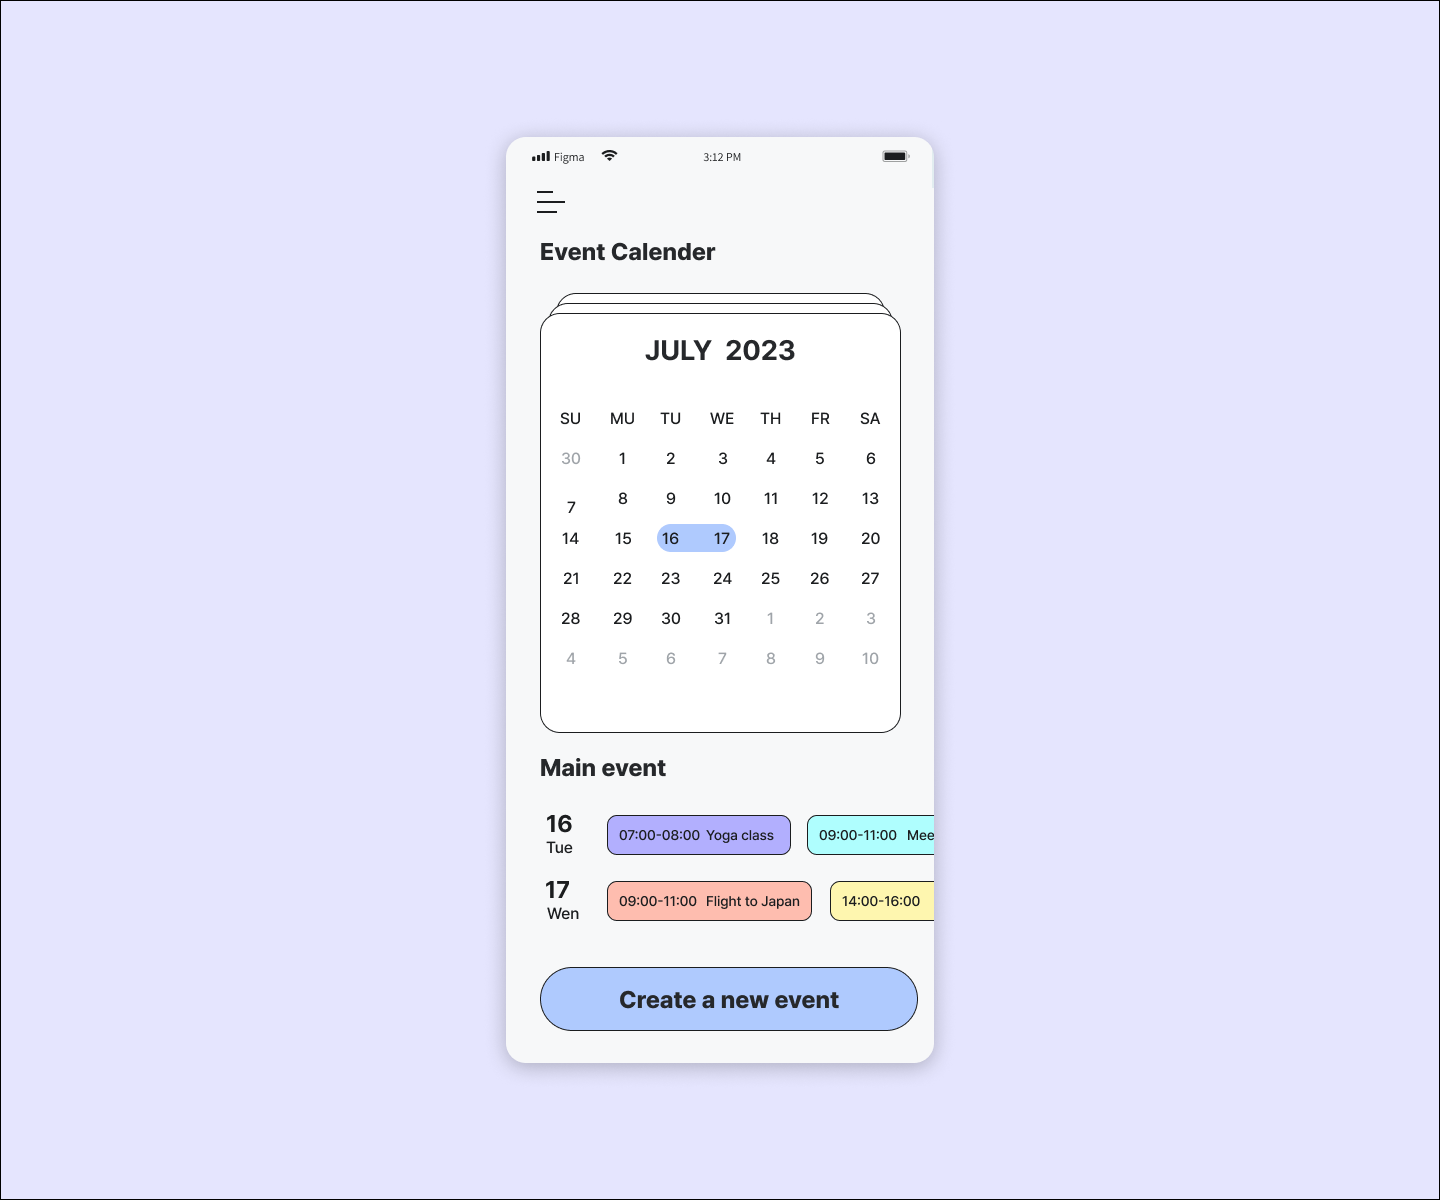 Figma 3:12 PM
Event Calender
JULY 2023
SU MU TU WE TH FR SA
30 1 2 3 4 5 6
7 8 9 10 11 12 13
14 15 16 17 18 19 20
21 22 23 24 25 26 27
28 29 30 31 1 2 3
4 5 6 7 8 9 10
Main event
16
Tue
07:00-08:00 Yoga class
09:00-11:00 Mee
17
Wen
09:00-11:00 Flight to Japan
14:00-16:00
Create a new event